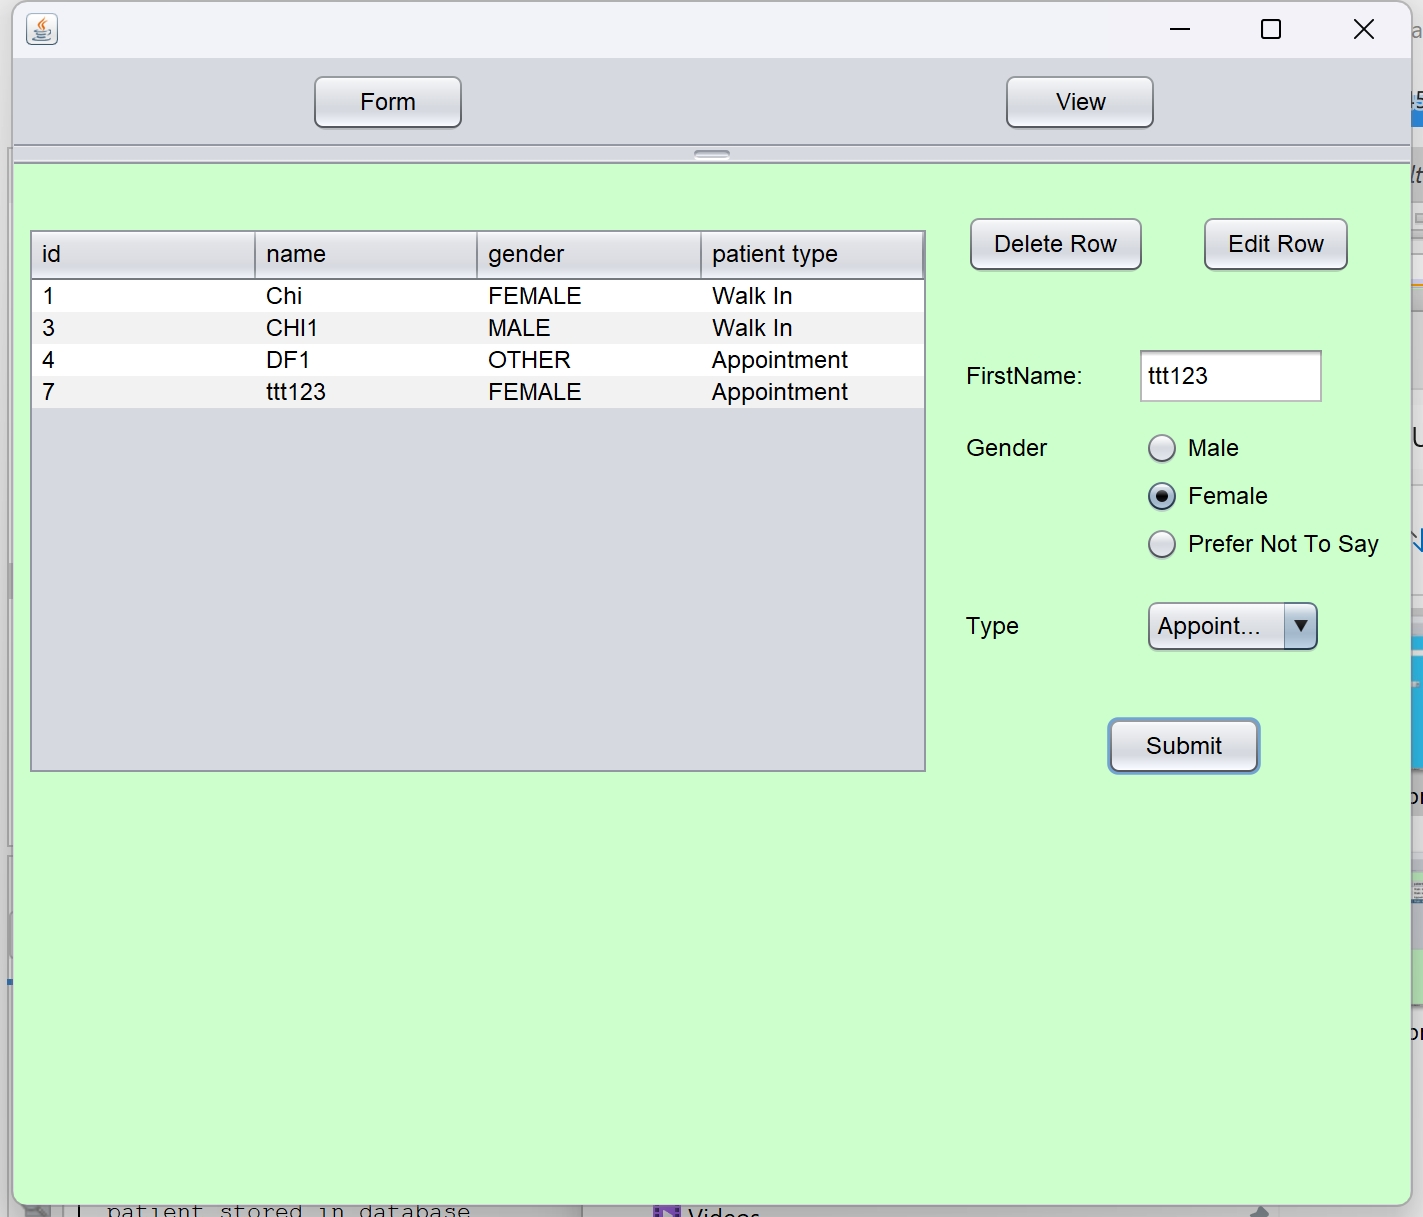 Form View
Delete Row Edit Row
id name gender patient type
1 Chi FEMALE Walk In
3 CHI1 MALE Walk In
4 DF1 OTHER Appointment
7 ttt123 FEMALE Appointment
FirstName: ttt123
Gender Male
Female
Prefer Not To Say
Type Appoint...
Submit
patient stored in database
Videos